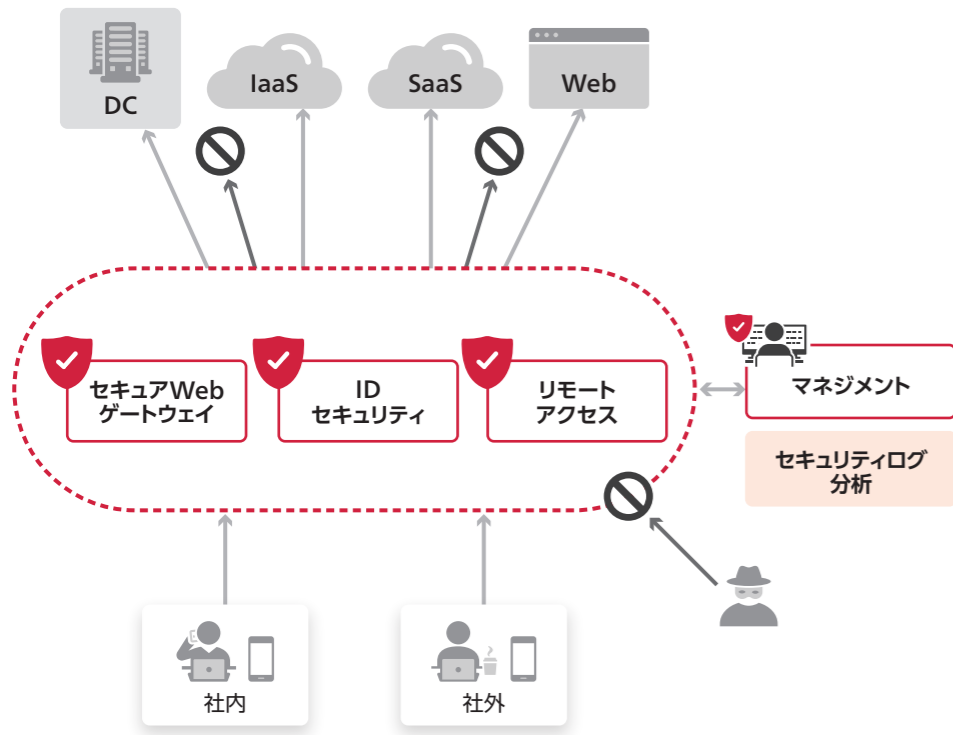 DC
IaaS
SaaS
Web
セキュアWeb
ゲートウェイ
ID
セキュリティ
リモート
アクセス
マネジメント
セキュリティログ
分析
社内
社外